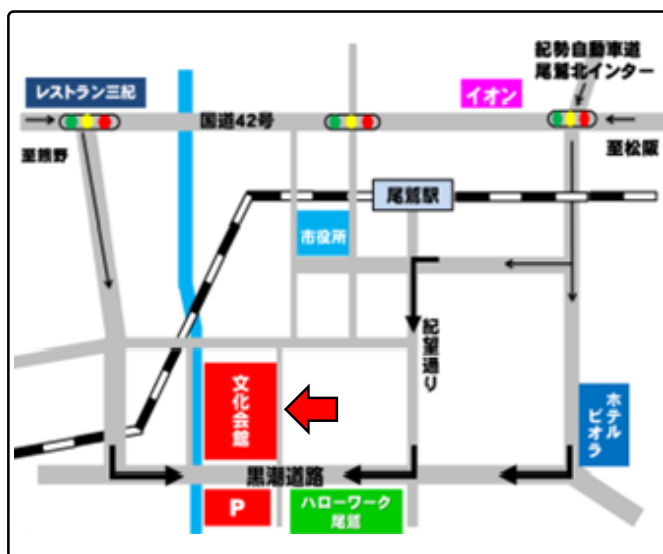 紀勢自動車道
尾鷲北インター
レストラン三紀
イオン
国道42号
至熊野
至松阪
尾鷲駅
市役所
紀望通り
文化会館
ホテル
ビオラ
黒潮道路
P
ハローワーク
尾鷲